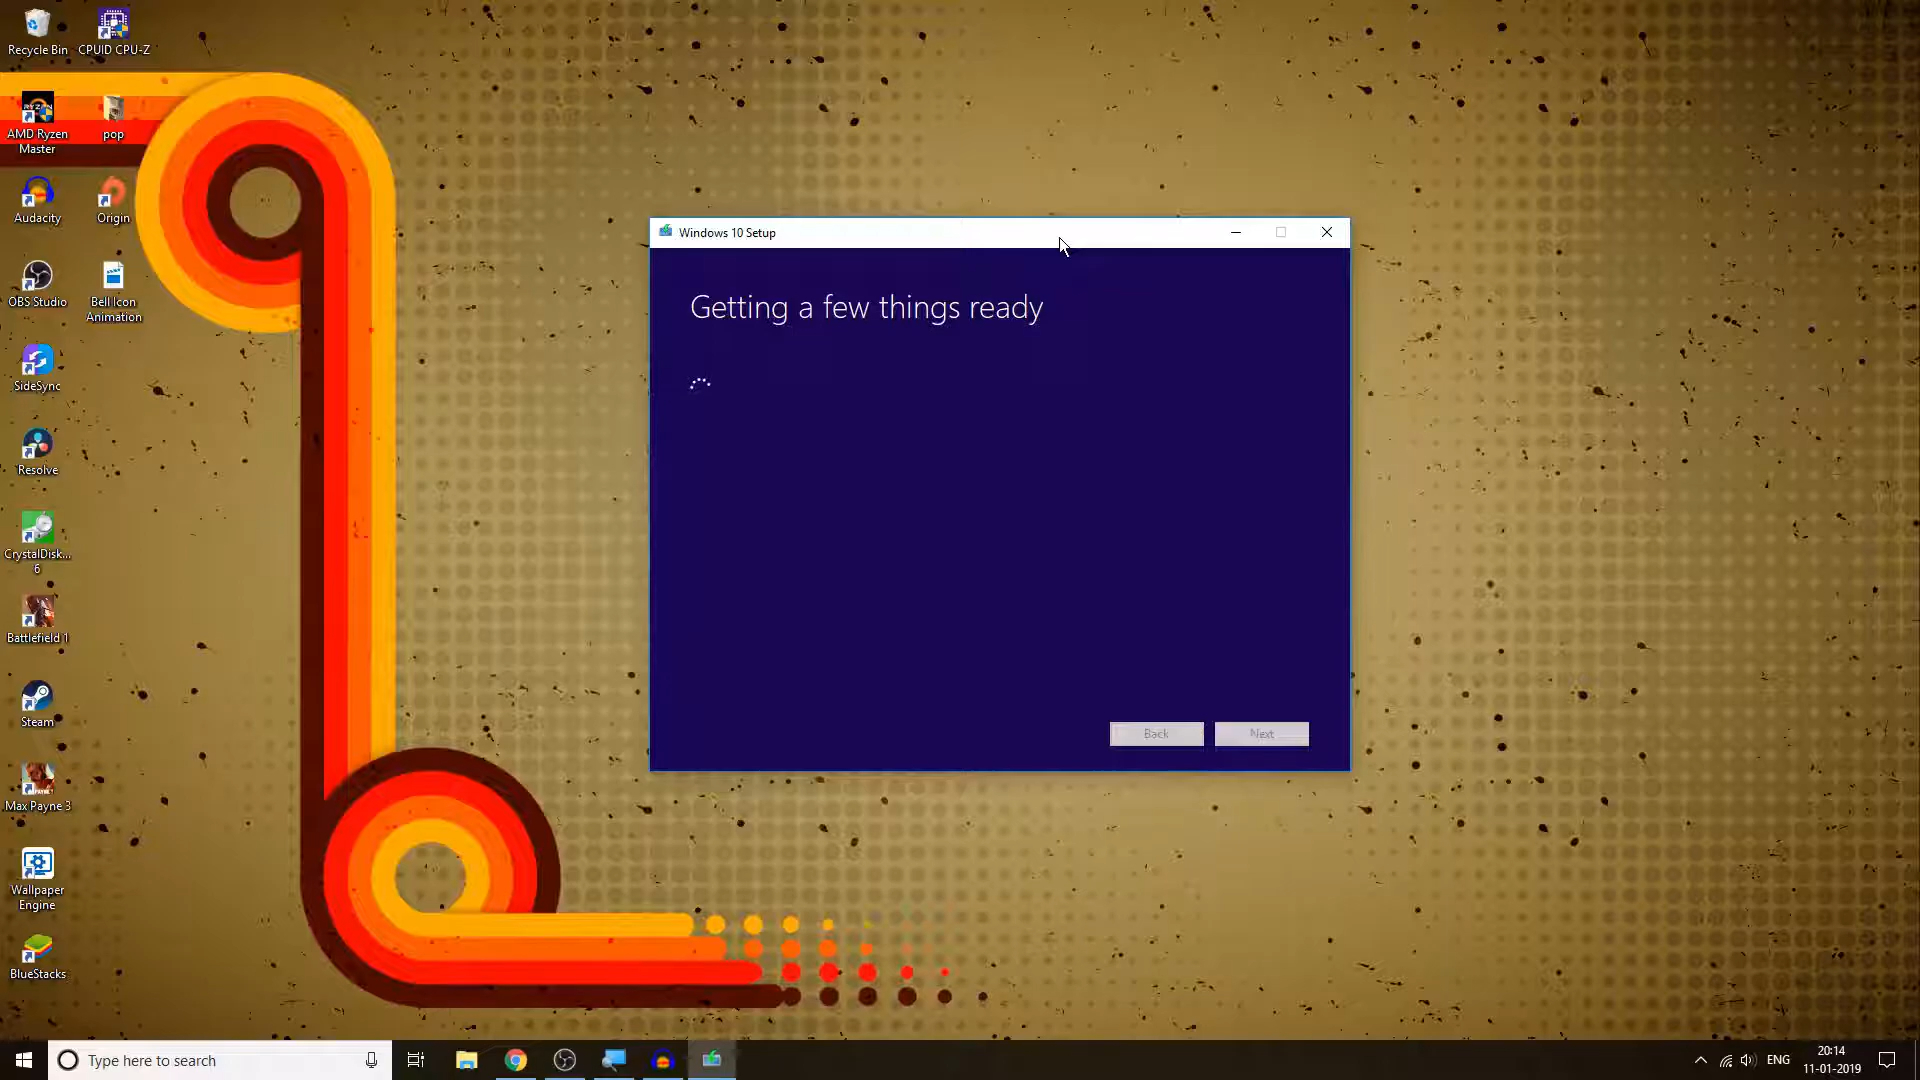 Recycle Bin
CPUID CPU-Z
AMD Ryzen
Master
pop
Audacity
Origin
OBS Studio
Bell Icon
Animation
SideSync
Resolve
CrystalDisk...
6
Battlefield 1
Steam
Max Payne 3
Wallpaper
Engine
BlueStacks
Windows 10 Setup
Getting a few things ready
Back
Next
Type here to search
ENG
20:14
11-01-2019